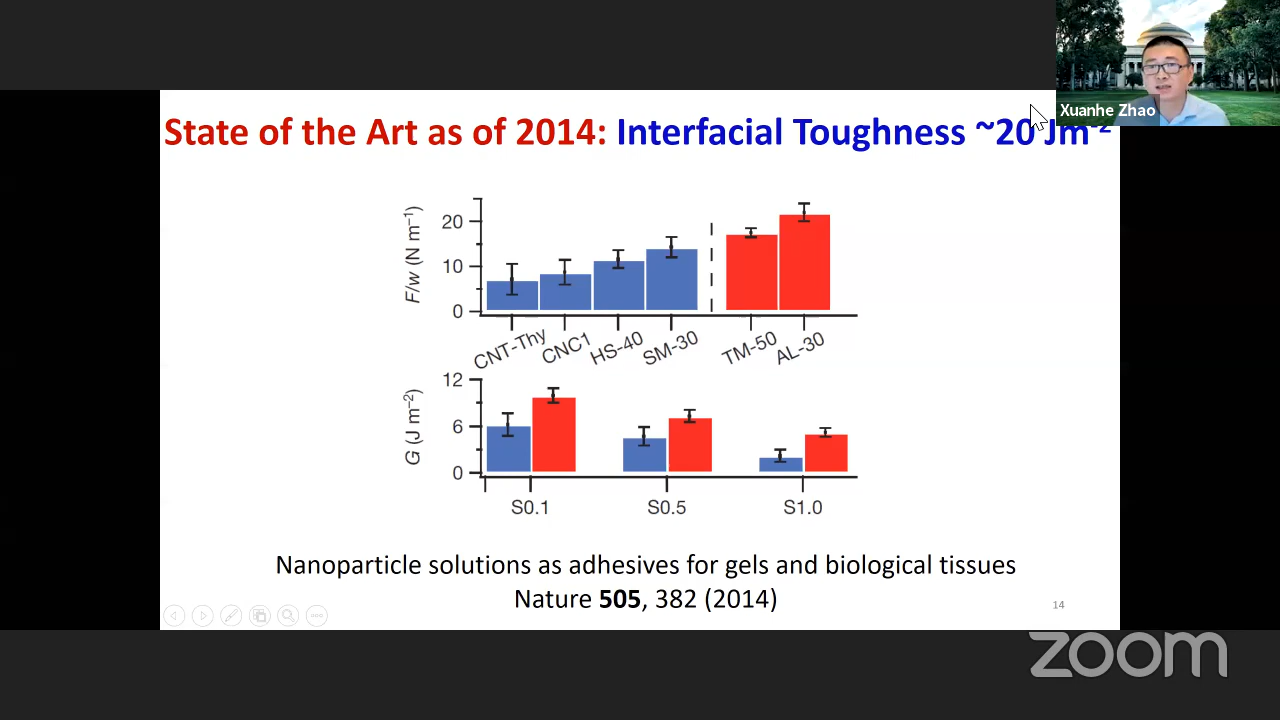 Xuanhe Zhao
State of the Art as of 2014: Interfacial Toughness ~20 Jm⁻²
F/w (N m⁻¹)
20
10
0
CNT-Thy
CNC1
HS-40
SM-30
TM-50
AL-30
G (J m⁻²)
12
6
0
S0.1
S0.5
S1.0
Nanoparticle solutions as adhesives for gels and biological tissues
Nature 505, 382 (2014)
14
zoom